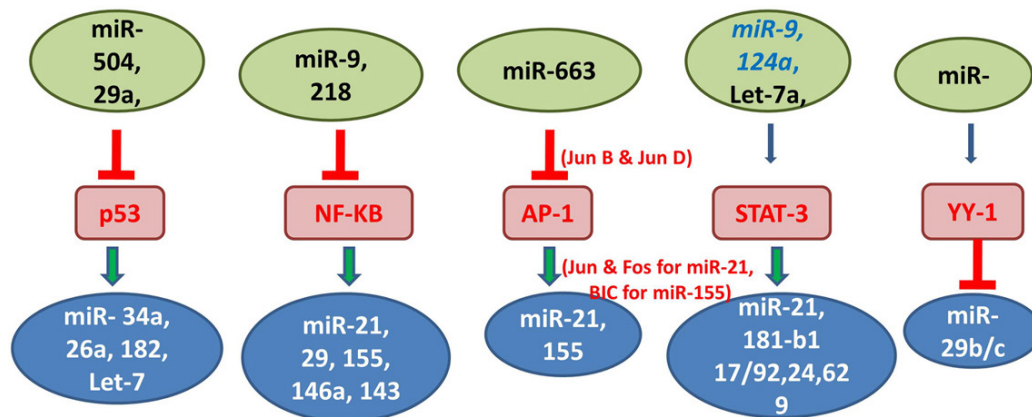 miR-
504,
29a,
miR-9,
218
miR-663
miR-9,
124a,
Let-7a,
miR-
(Jun B & Jun D)
p53
NF-KB
AP-1
STAT-3
YY-1
(Jun & Fos for miR-21,
BIC for miR-155)
miR- 34a,
26a, 182,
Let-7
miR-21,
29, 155,
146a, 143
miR-21,
155
miR-21,
181-b1
17/92,24,62
9
miR-
29b/c